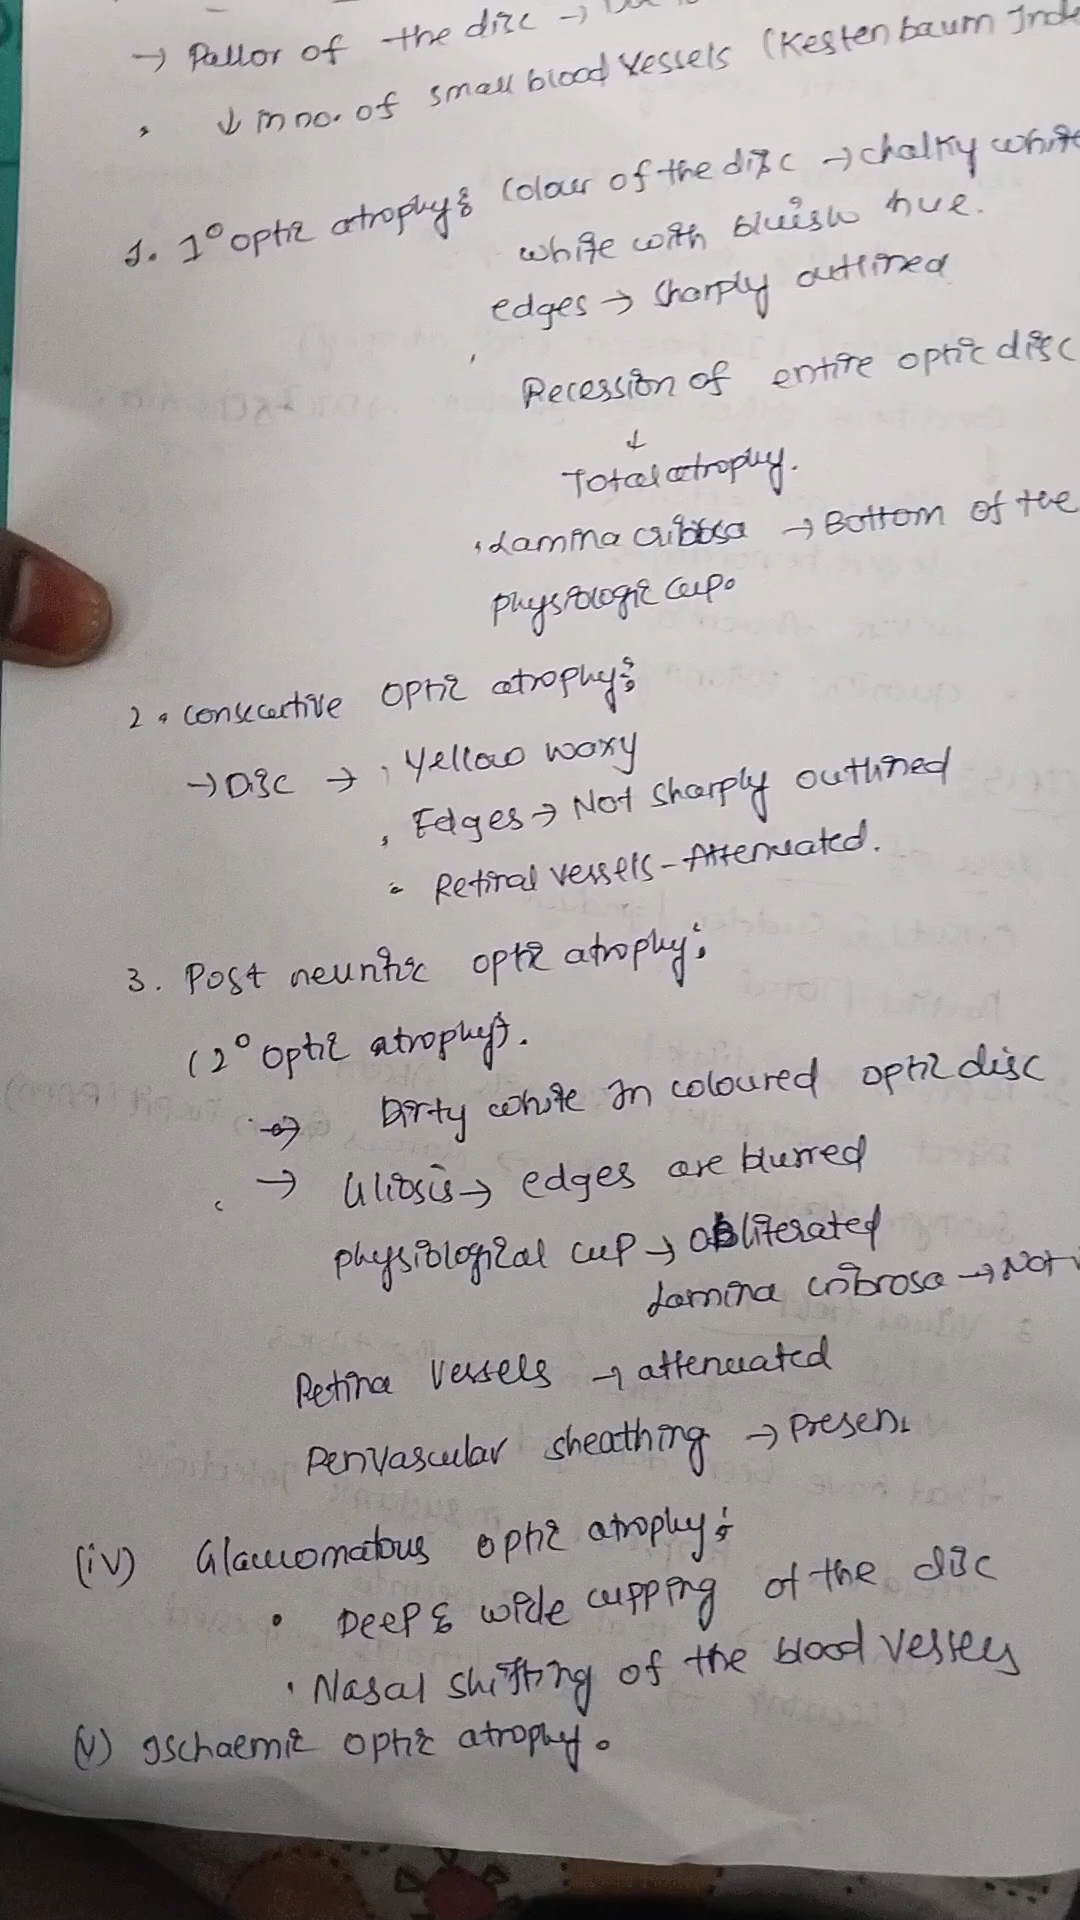 → Pallor of the disc →
↓ in no. of small blood vessels (Kestenbaum Inde
1. 1° optic atrophy: Colour of the disc → chalky white
white with bluish hue.
edges → sharply outlined
Recession of entire optic disc
↓
Total atrophy.
Lamina cribosa → Bottom of the
physiologic cup.
2. consecutive optic atrophy:
→ Disc → Yellow waxy
Edges → Not sharply outlined
Retinal vessels - Attenuated.
3. Post neuritic optic atrophy:
(2° optic atrophy).
→ Dirty white in coloured optic disc
→ Gliosis → edges are blurred
physiological cup → obliterated
Lamina cribrosa → Not
Retina vessels → attenuated
Perivascular sheathing → present
(iv) Glaucomatous optic atrophy:
• Deep & wide cupping of the disc
• Nasal shifting of the blood vessels
(v) Ischaemic optic atrophy.